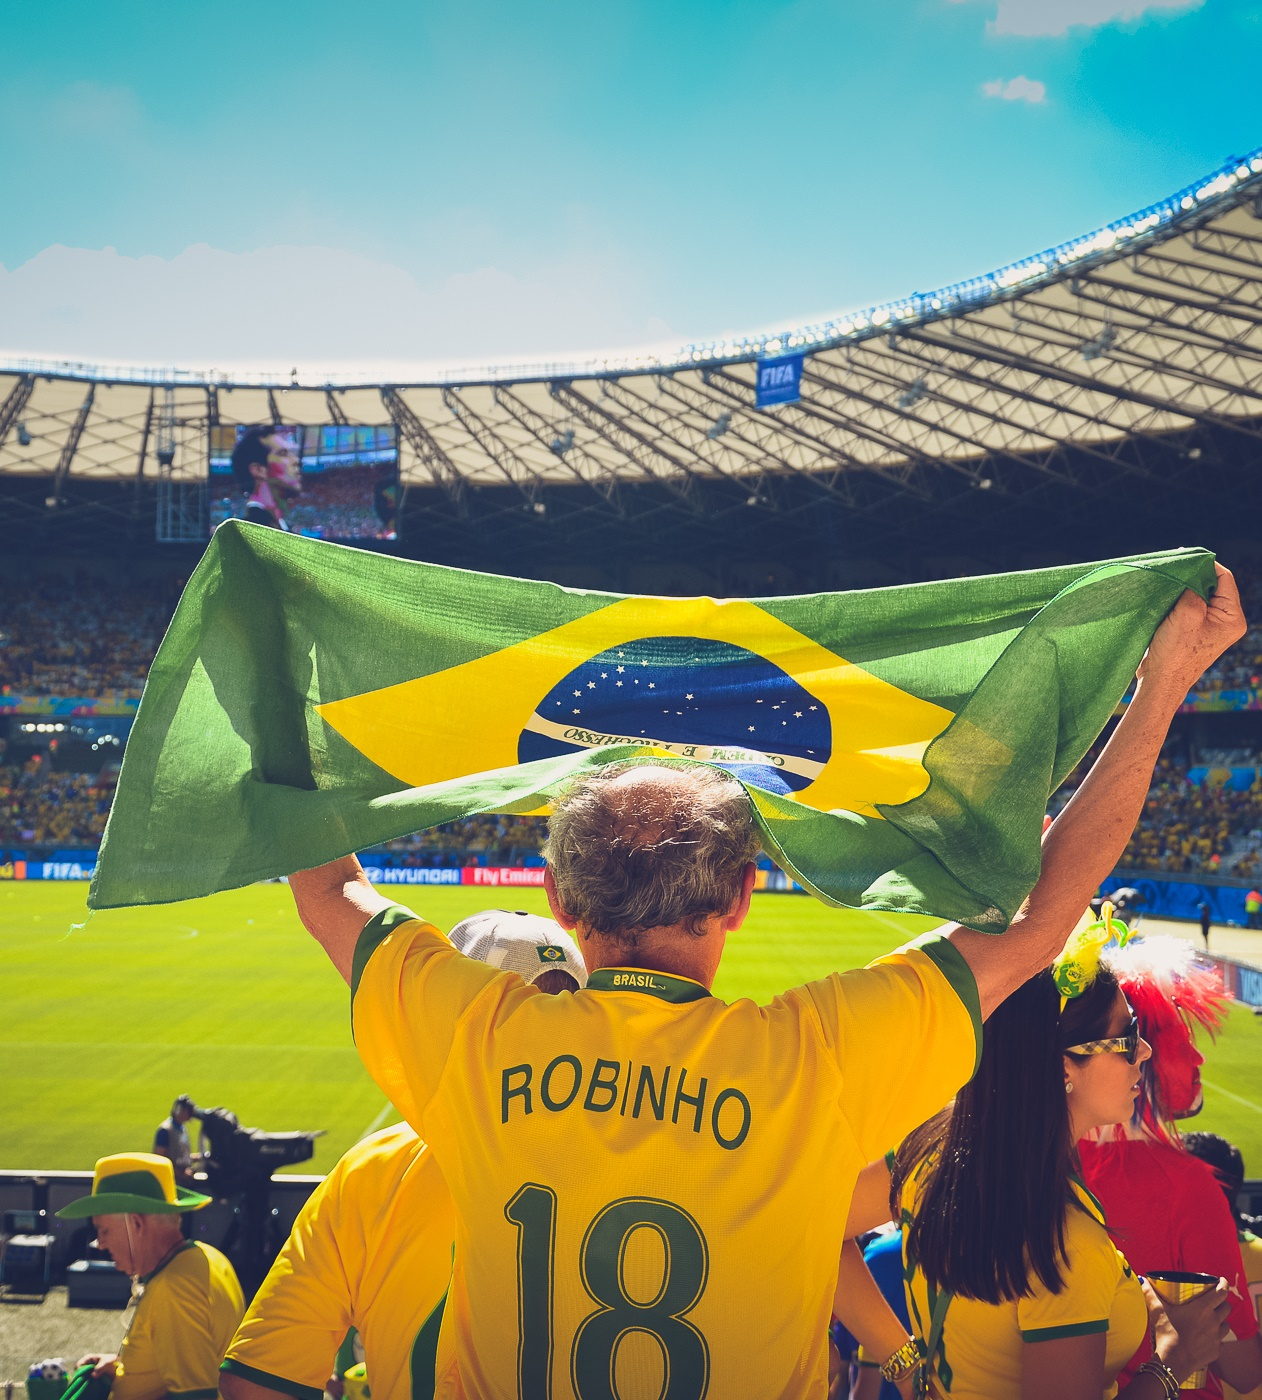 FIFA
ORDEM E PROGRESSO
FIFA
HYUNDAI
Fly Emirates
BRASIL
ROBINHO
18